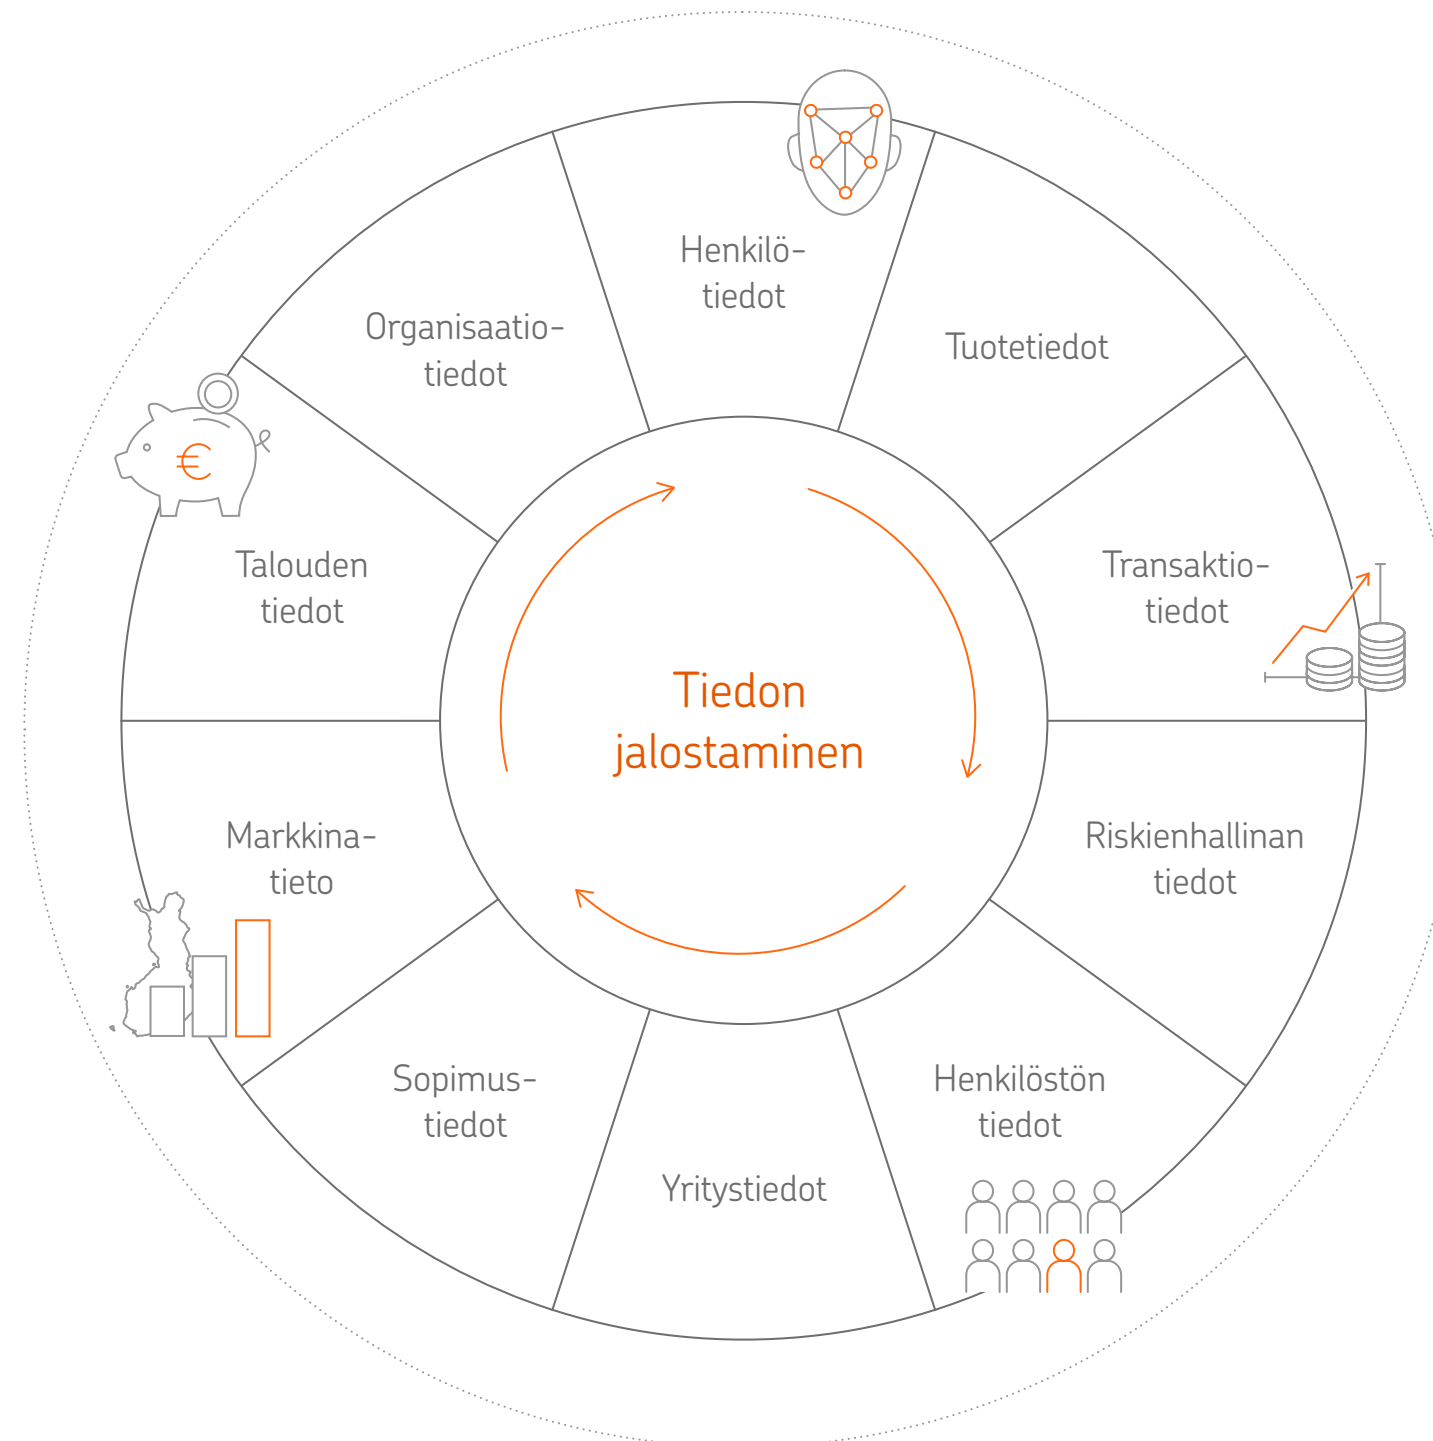 Henkilö-
tiedot
Tuotetiedot
Transaktio-
tiedot
Riskienhallinan
tiedot
Henkilöstön
tiedot
Yritystiedot
Sopimus-
tiedot
Markkina-
tieto
Talouden
tiedot
Organisaatio-
tiedot
Tiedon
jalostaminen
€